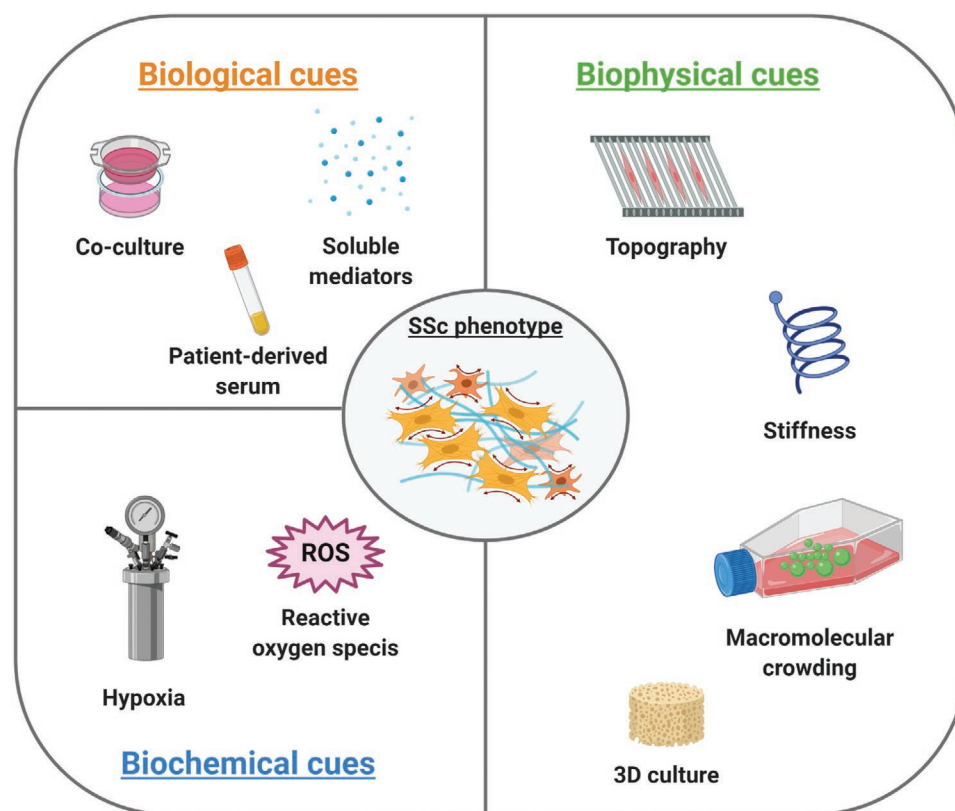 Biological cues
Co-culture
Soluble
mediators
Patient-derived
serum
Biophysical cues
Topography
Stiffness
Macromolecular
crowding
3D culture
SSc phenotype
ROS
Reactive
oxygen specis
Hypoxia
Biochemical cues